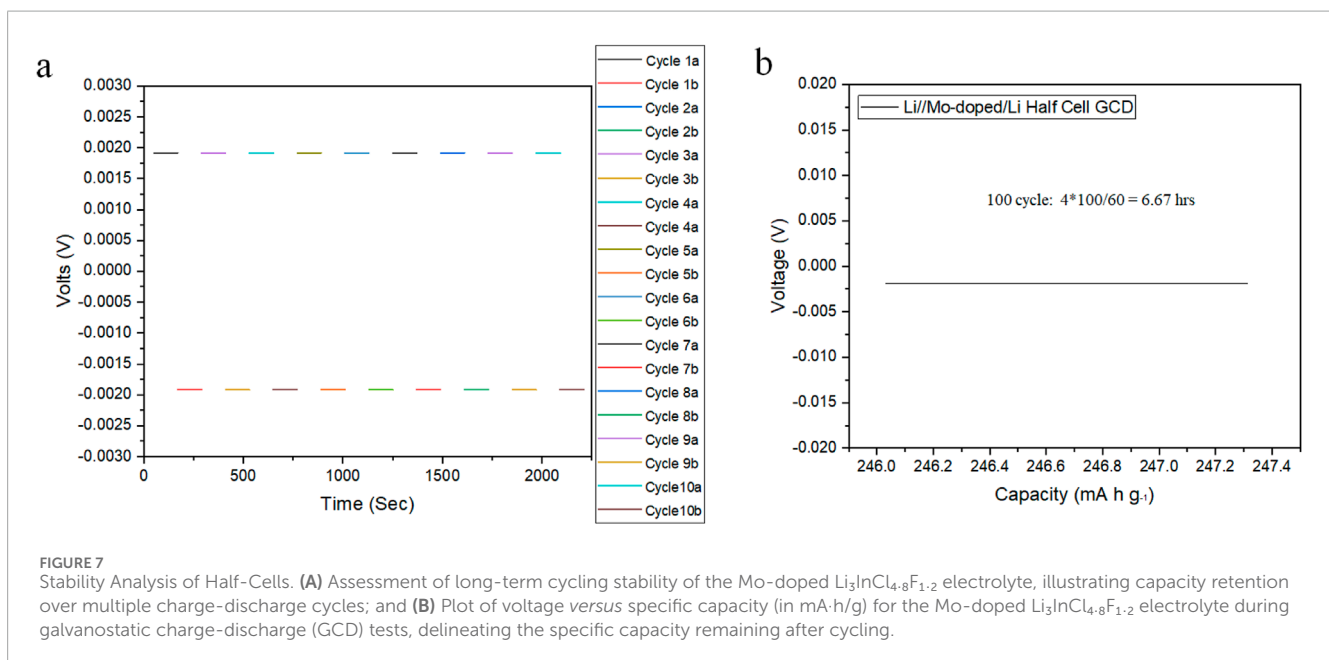 a
0.0030
0.0025
0.0020
0.0015
0.0010
0.0005
0.0000
-0.0005
-0.0010
-0.0015
-0.0020
-0.0025
-0.0030
Volts (V)
0
500
1000
1500
2000
Time (Sec)
Cycle 1a
Cycle 1b
Cycle 2a
Cycle 2b
Cycle 3a
Cycle 3b
Cycle 4a
Cycle 4a
Cycle 5a
Cycle 5b
Cycle 6a
Cycle 6b
Cycle 7a
Cycle 7b
Cycle 8a
Cycle 8b
Cycle 9a
Cycle 9b
Cycle10a
Cycle10b
b
0.020
0.015
0.010
0.005
0.000
-0.005
-0.010
-0.015
-0.020
Voltage (V)
Li//Mo-doped/Li Half Cell GCD
100 cycle: 4*100/60 = 6.67 hrs
246.0
246.2
246.4
246.6
246.8
247.0
247.2
247.4
Capacity (mA h g-1)
FIGURE 7
Stability Analysis of Half-Cells. (A) Assessment of long-term cycling stability of the Mo-doped Li₃InCl₄.₈F₁.₂ electrolyte, illustrating capacity retention
over multiple charge-discharge cycles; and (B) Plot of voltage versus specific capacity (in mA·h/g) for the Mo-doped Li₃InCl₄.₈F₁.₂ electrolyte during
galvanostatic charge-discharge (GCD) tests, delineating the specific capacity remaining after cycling.